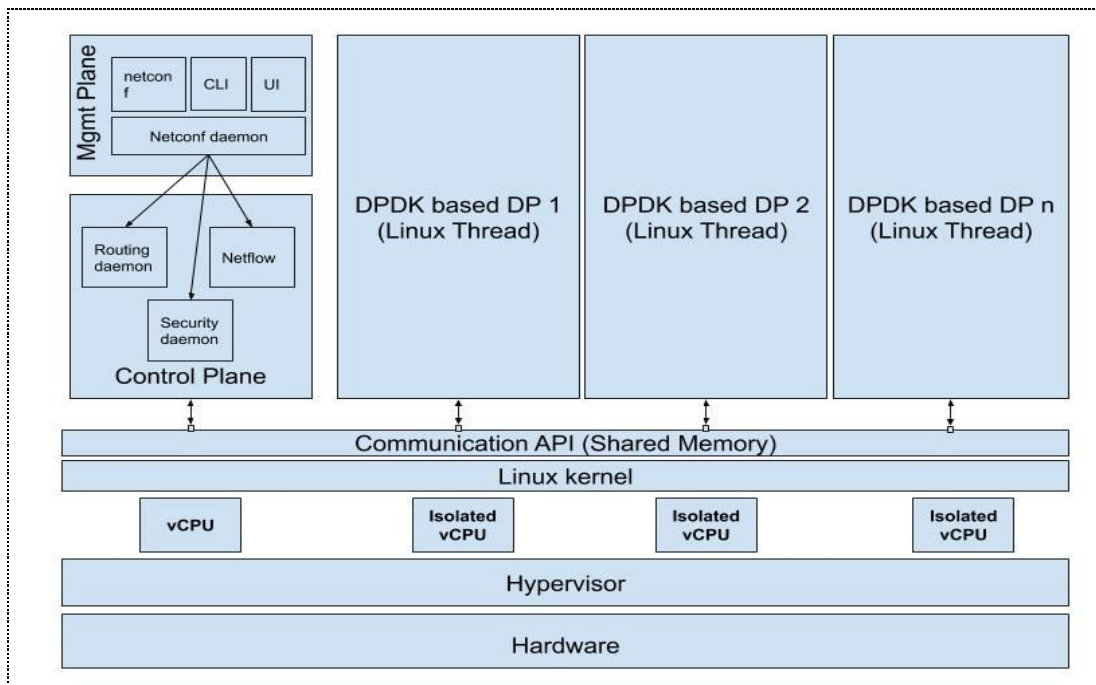 Mgmt Plane
netcon
f
CLI
UI
Netconf daemon
Routing
daemon
Netflow
Security
daemon
Control Plane
DPDK based DP 1
(Linux Thread)
DPDK based DP 2
(Linux Thread)
DPDK based DP n
(Linux Thread)
Communication API (Shared Memory)
Linux kernel
vCPU
Isolated
vCPU
Isolated
vCPU
Isolated
vCPU
Hypervisor
Hardware